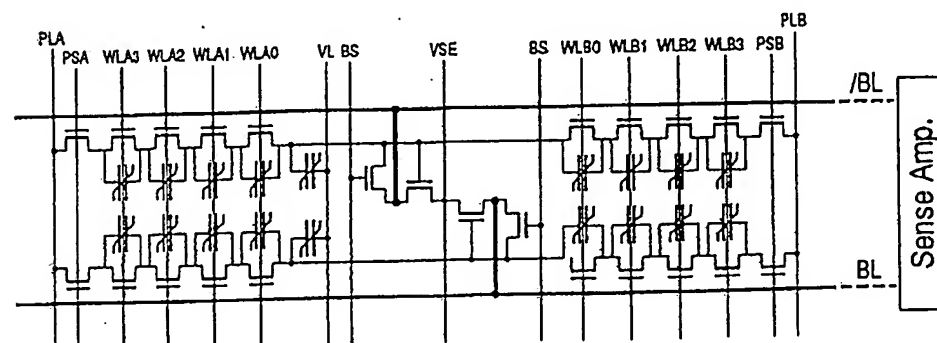 PLA PLB
PSA WLA3 WLA2 WLA1 WLA0 VL BS VSE BS WLB0 WLB1 WLB2 WLB3 PSB
/BL
Sense Amp.
BL